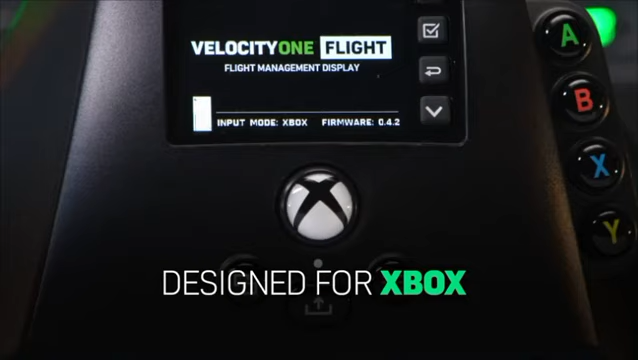 VELOCITYONE FLIGHT
FLIGHT MANAGEMENT DISPLAY
INPUT MODE: XBOX FIRMWARE: 0.4.2
A
B
X
Y
DESIGNED FOR XBOX